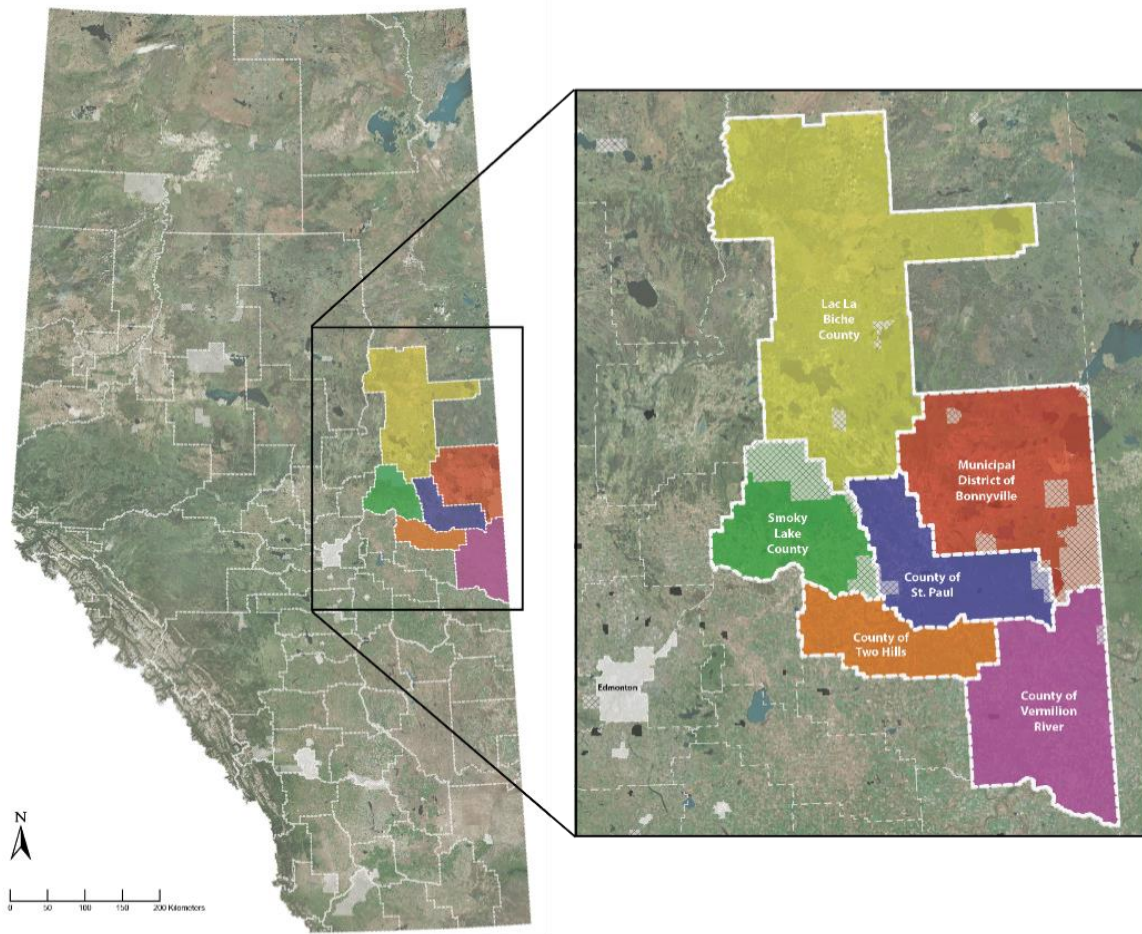 Lac La
Biche
County
Municipal
District of
Bonnyville
Smoky
Lake
County
County of
St. Paul
County of
Two Hills
Edmonton
County of
Vermilion
River
N
0 50 100 150 200 Kilometers